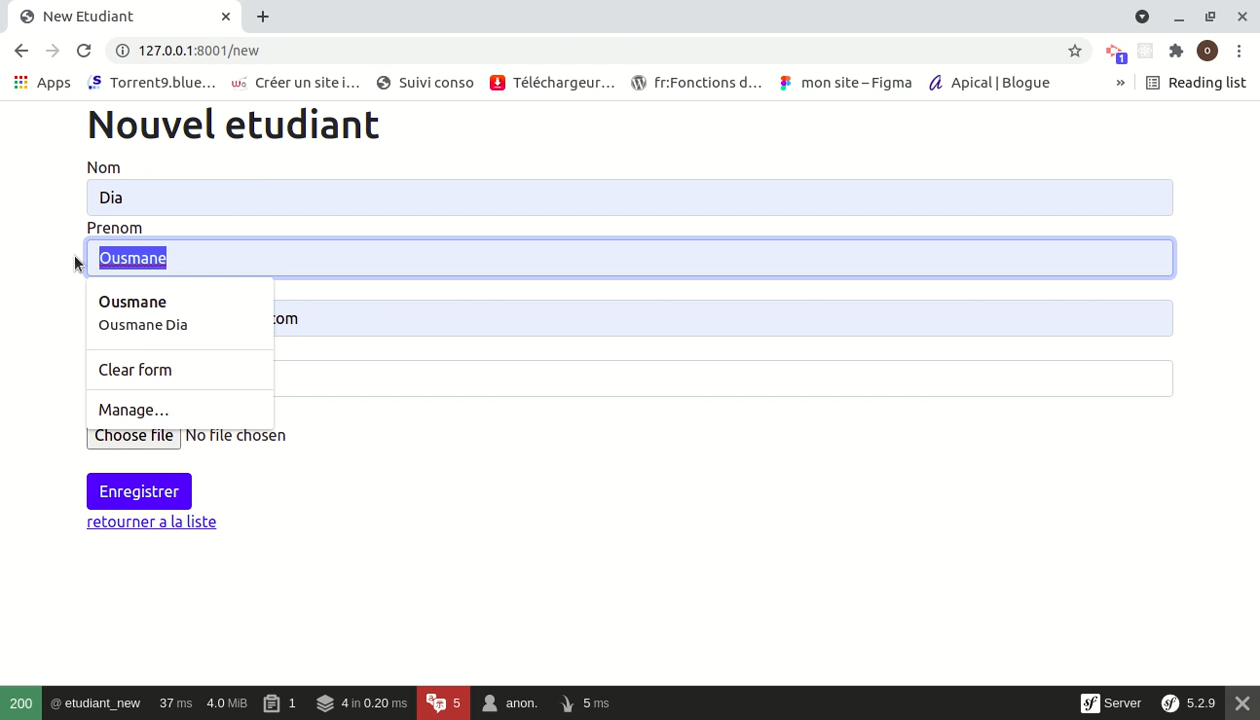 New Etudiant
127.0.0.1:8001/new
1
o
Apps
Torrent9.blue...
Créer un site i...
Suivi conso
Téléchargeur...
fr:Fonctions d...
mon site – Figma
Apical | Blogue
»
Reading list
Nouvel etudiant
Nom
Dia
Prenom
Ousmane
Ousmane
Ousmane Dia
com
Clear form
Manage...
Choose file No file chosen
Enregistrer
retourner a la liste
200 @ etudiant_new 37 ms 4.0 MiB 1 4 in 0.20 ms 5 anon. 5 ms Server 5.2.9